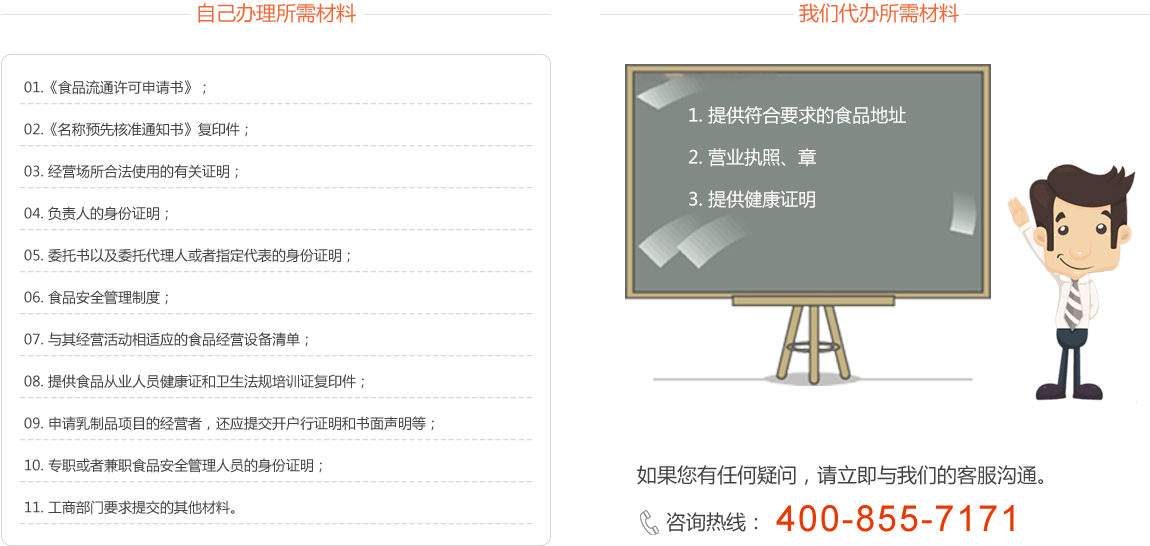 自己办理所需材料
01.《食品流通许可申请书》；
02.《名称预先核准通知书》复印件；
03. 经营场所合法使用的有关证明；
04. 负责人的身份证明；
05. 委托书以及委托代理人或者指定代表的身份证明；
06. 食品安全管理制度；
07. 与其经营活动相适应的食品经营设备清单；
08. 提供食品从业人员健康证和卫生法规培训证复印件；
09. 申请乳制品项目的经营者，还应提交开户行证明和书面声明等；
10. 专职或者兼职食品安全管理人员的身份证明；
11. 工商部门要求提交的其他材料。
我们代办所需材料
1. 提供符合要求的食品地址
2. 营业执照、章
3. 提供健康证明
如果您有任何疑问，请立即与我们的客服沟通。
咨询热线： 400-855-7171